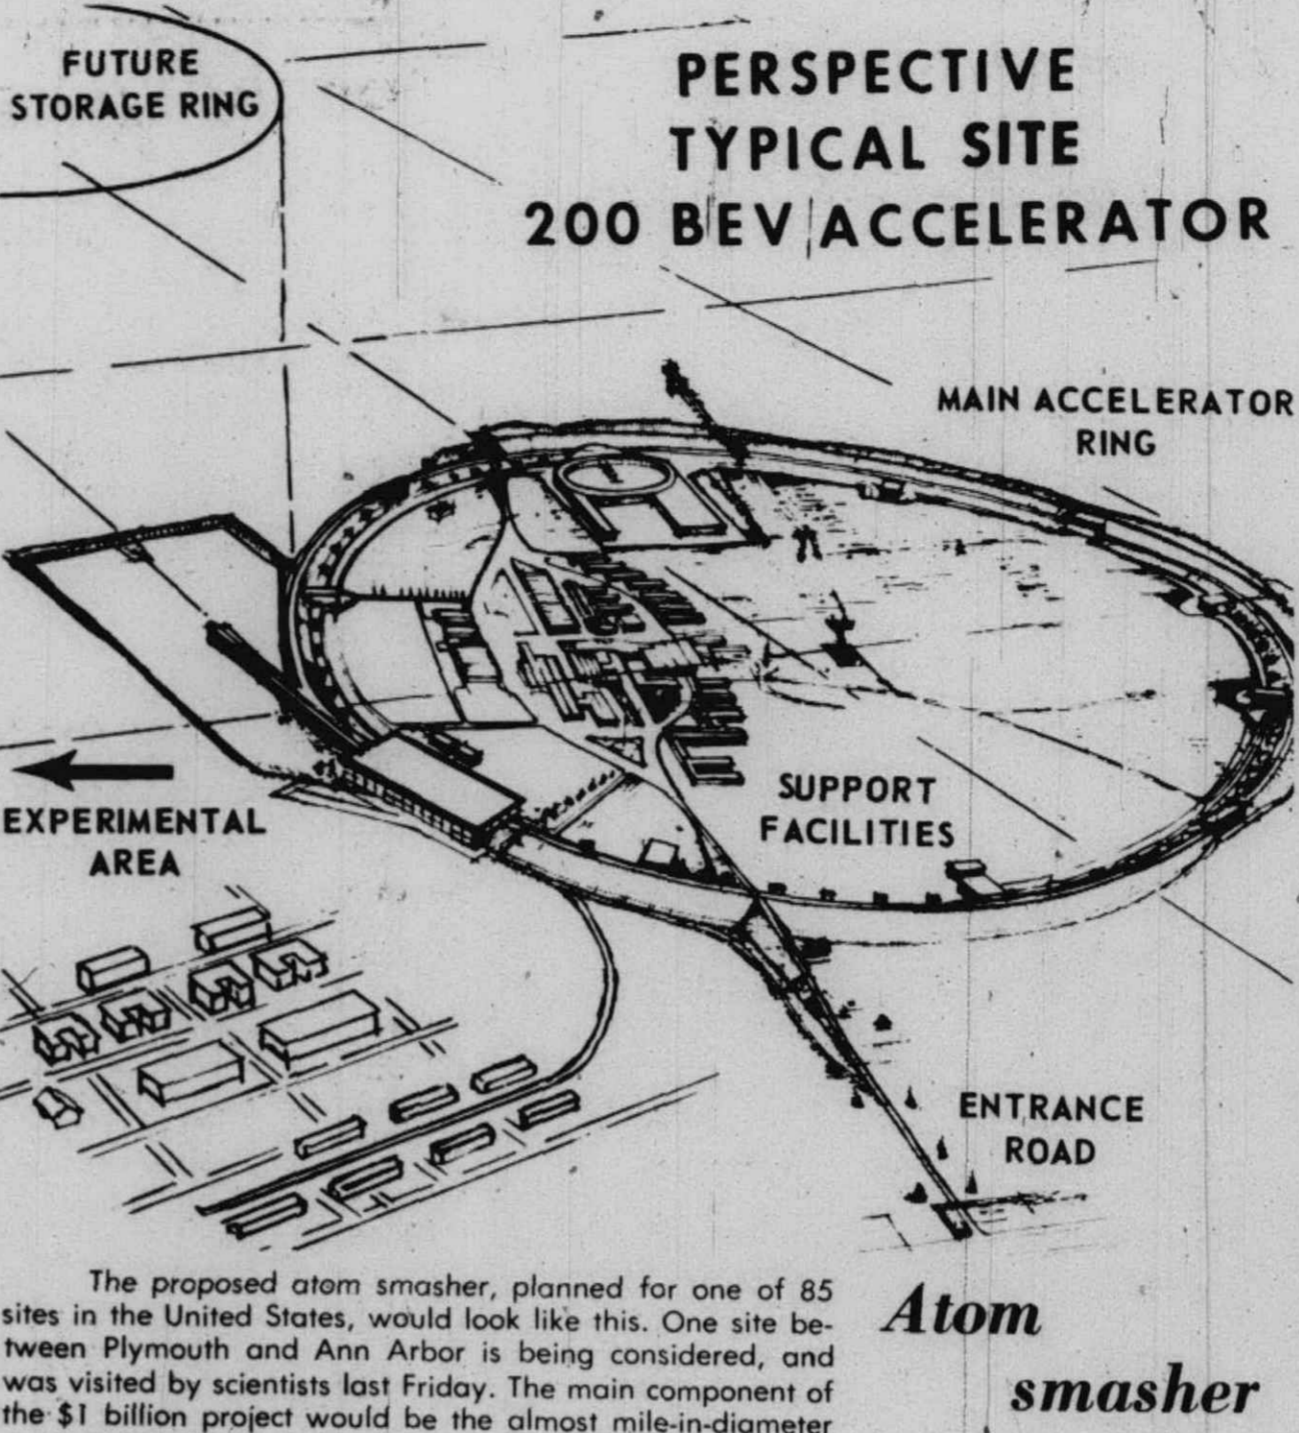 FUTURE
STORAGE RING
PERSPECTIVE
TYPICAL SITE
200 BEV ACCELERATOR
MAIN ACCELERATOR
RING
EXPERIMENTAL
AREA
SUPPORT
FACILITIES
ENTRANCE
ROAD
The proposed atom smasher, planned for one of 85
sites in the United States, would look like this. One site be-
tween Plymouth and Ann Arbor is being considered, and
was visited by scientists last Friday. The main component of
the $1 billion project would be the almost mile-in-diameter
Atom
smasher